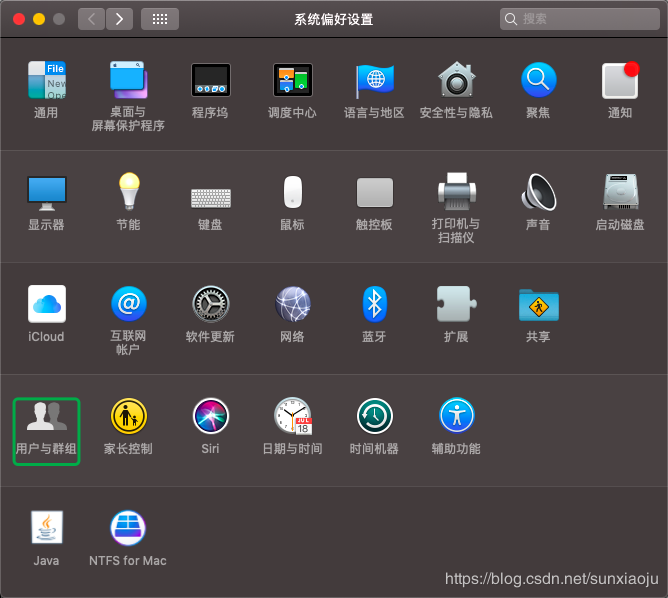 系统偏好设置
搜索
File
New
Ope
通用
桌面与
屏幕保护程序
程序坞
调度中心
语言与地区
安全性与隐私
聚焦
通知
显示器
节能
键盘
鼠标
触控板
打印机与
扫描仪
声音
启动磁盘
iCloud
@
互联网
帐户
软件更新
网络
蓝牙
扩展
共享
JUL
18
用户与群组
家长控制
Siri
日期与时间
时间机器
辅助功能
Java
NTFS for Mac
https://blog.csdn.net/sunxiaoju